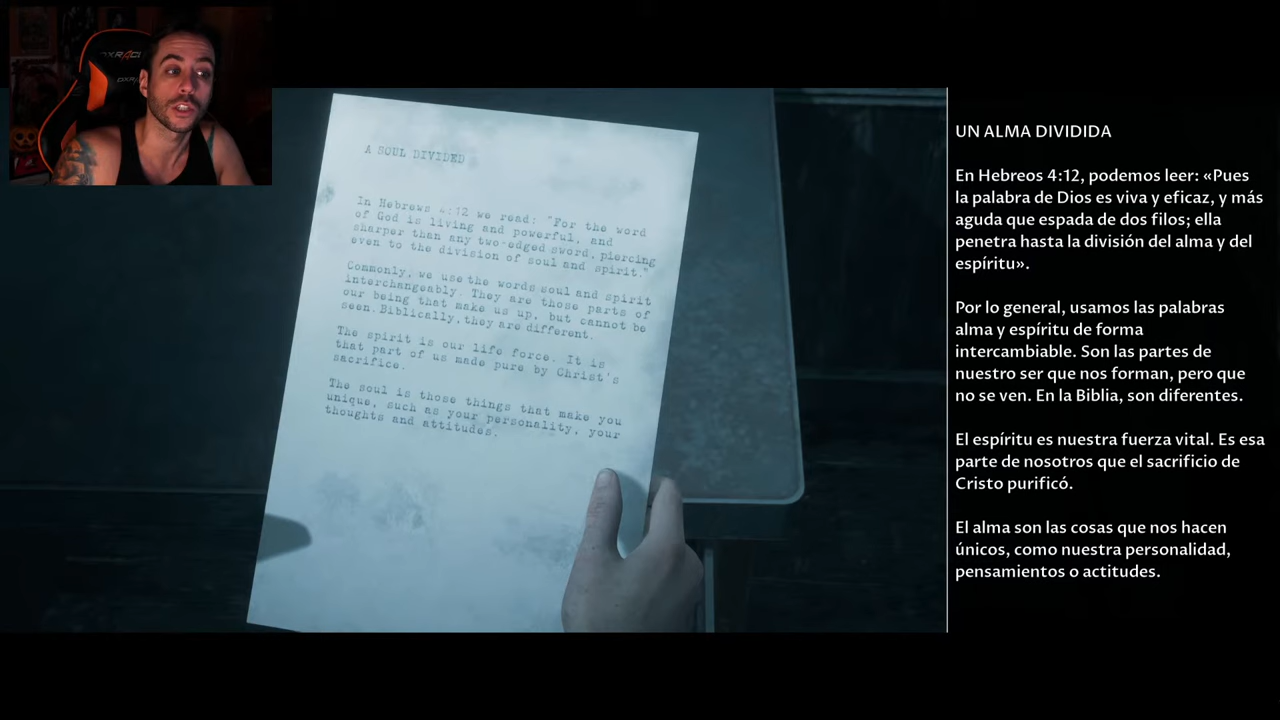 DXRACER
DXRAC
A SOUL DIVIDED
In Hebrews 4:12 we read: "For the word
of God is living and powerful, and
sharper than any two-edged sword, piercing
even to the division of soul and spirit."
Commonly, we use the words soul and spirit
interchangeably. They are those parts of
our being that make us up, but cannot be
seen. Biblically, they are different.
The spirit is our life force. It is
that part of us made pure by Christ's
sacrifice.
The soul is those things that make you
unique, such as your personality, your
thoughts and attitudes.
UN ALMA DIVIDIDA
En Hebreos 4:12, podemos leer: «Pues
la palabra de Dios es viva y eficaz, y más
aguda que espada de dos filos; ella
penetra hasta la división del alma y del
espíritu».
Por lo general, usamos las palabras
alma y espíritu de forma
intercambiable. Son las partes de
nuestro ser que nos forman, pero que
no se ven. En la Biblia, son diferentes.
El espíritu es nuestra fuerza vital. Es esa
parte de nosotros que el sacrificio de
Cristo purificó.
El alma son las cosas que nos hacen
únicos, como nuestra personalidad,
pensamientos o actitudes.